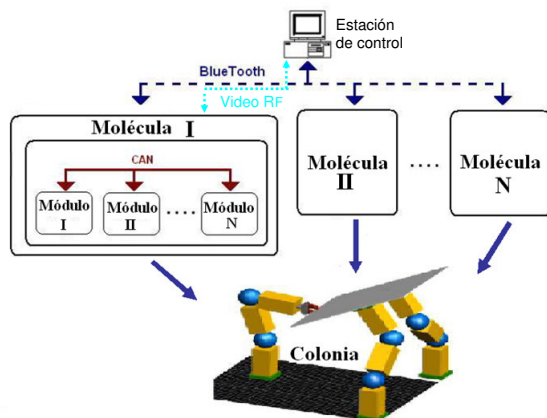 Estación
de control
BlueTooth
Video RF
Molécula I
CAN
Módulo
I
Módulo
II
....
Módulo
N
Molécula
II
....
Molécula
N
Colonia